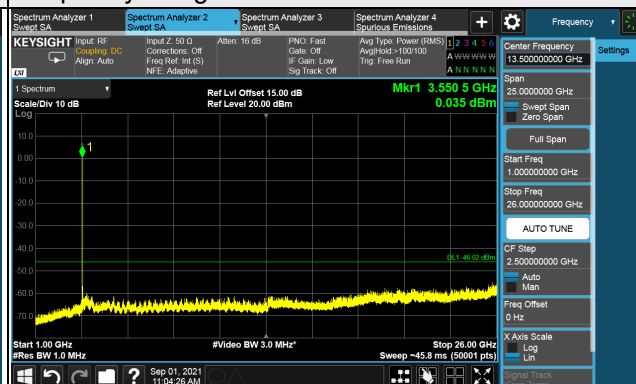 Spectrum Analyzer 1
Swept SA
Spectrum Analyzer 2
Swept SA
Spectrum Analyzer 3
Swept SA
Spectrum Analyzer 4
Spurious Emissions
Frequency
KEYSIGHT
Input: RF
Coupling: DC
Align: Auto
Input Z: 50 Ω
Corrections: Off
Freq Ref: Int (S)
NFE: Adaptive
Atten: 16 dB
PNO: Fast
Gate: Off
IF Gain: Low
Sig Track: Off
Avg Type: Power (RMS)
Avg|Hold:>100/100
Trig: Free Run
1 2 3 4 5 6
A W W W W W
A N N N N N
LXI
1 Spectrum
Scale/Div 10 dB
Log
Ref Lvl Offset 15.00 dB
Ref Level 20.00 dBm
Mkr1 3.550 5 GHz
0.035 dBm
10.0
0.00
-10.0
-20.0
-30.0
-40.0
-50.0
-60.0
-70.0
1
DL1 -46.02 dBm
Start 1.00 GHz
#Res BW 1.0 MHz
#Video BW 3.0 MHz*
Stop 26.00 GHz
Sweep ~45.8 ms (50001 pts)
Sep 01, 2021
11:04:26 AM
Center Frequency
13.500000000 GHz
Settings
Span
25.0000000 GHz
Swept Span
Zero Span
Full Span
Start Freq
1.000000000 GHz
Stop Freq
26.000000000 GHz
AUTO TUNE
CF Step
2.500000000 GHz
Auto
Man
Freq Offset
0 Hz
X Axis Scale
Log
Lin
Signal Track